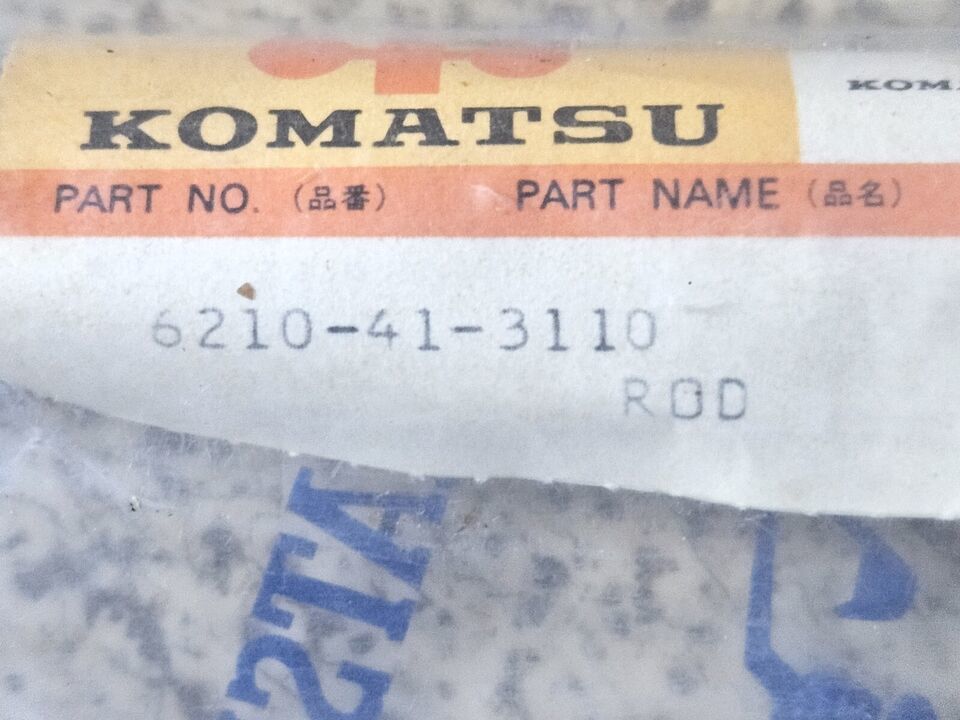 KOMATSU
PART NO. (品番) PART NAME (品名)
6210-41-3110
ROD